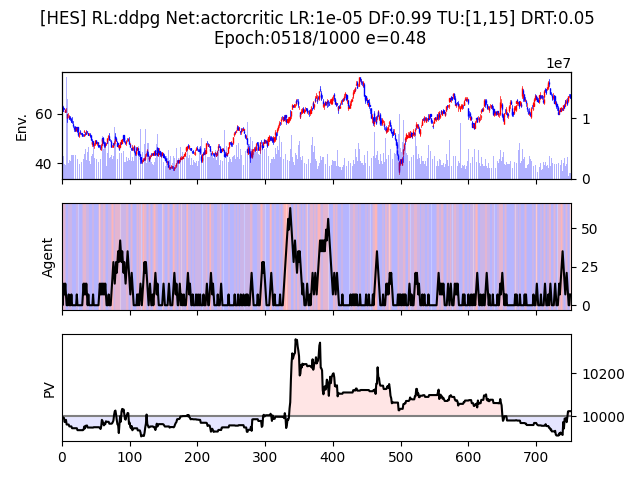 [HES] RL:ddpg Net:actorcritic LR:1e-05 DF:0.99 TU:[1,15] DRT:0.05
Epoch:0518/1000 e=0.48
1e7
Env.
60
40
1
0
Agent
50
25
0
PV
10200
10000
0 100 200 300 400 500 600 700